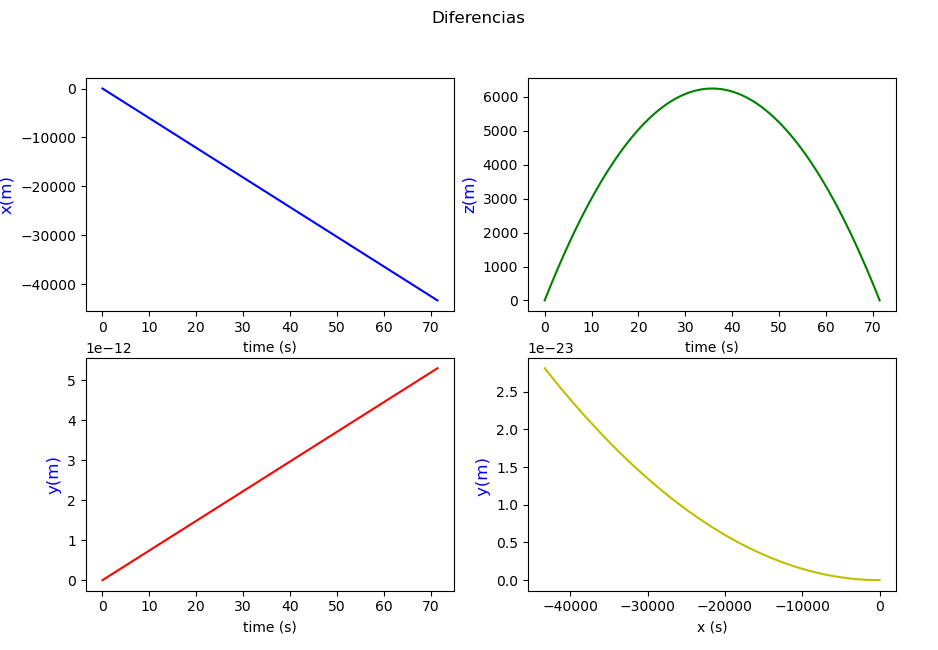 Diferencias
0
−10000
−20000
−30000
−40000
x(m)
0 10 20 30 40 50 60 70
time (s)
6000
5000
4000
3000
2000
1000
0
z(m)
0 10 20 30 40 50 60 70
time (s)
1e−12
5
4
3
2
1
0
y(m)
0 10 20 30 40 50 60 70
time (s)
1e−23
2.5
2.0
1.5
1.0
0.5
0.0
y(m)
−40000 −30000 −20000 −10000 0
x (s)